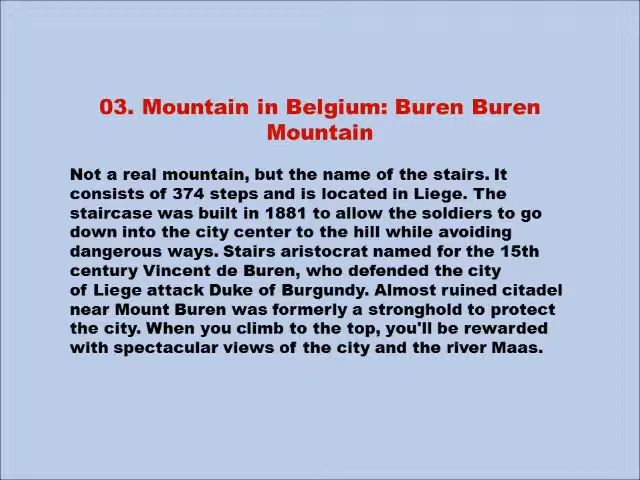 03. Mountain in Belgium: Buren Buren
Mountain
Not a real mountain, but the name of the stairs. It
consists of 374 steps and is located in Liege. The
staircase was built in 1881 to allow the soldiers to go
down into the city center to the hill while avoiding
dangerous ways. Stairs aristocrat named for the 15th
century Vincent de Buren, who defended the city
of Liege attack Duke of Burgundy. Almost ruined citadel
near Mount Buren was formerly a stronghold to protect
the city. When you climb to the top, you'll be rewarded
with spectacular views of the city and the river Maas.